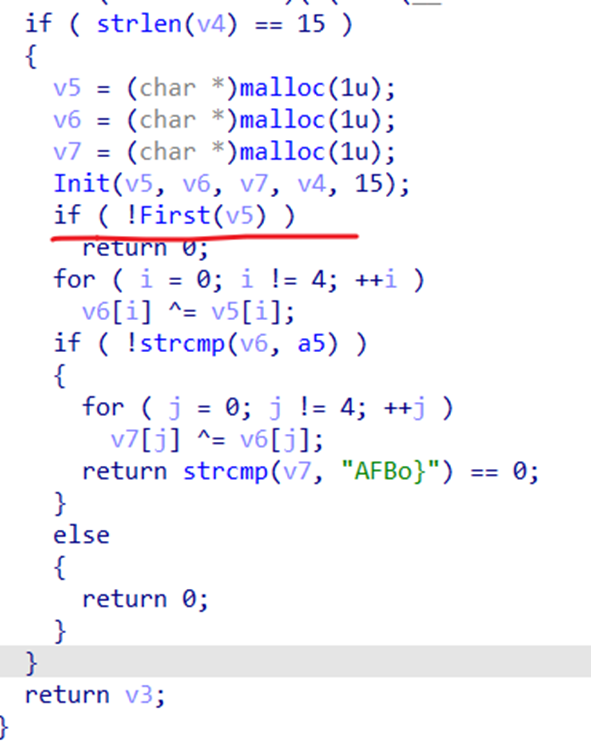 if ( strlen(v4) == 15 )
{
v5 = (char *)malloc(1u);
v6 = (char *)malloc(1u);
v7 = (char *)malloc(1u);
Init(v5, v6, v7, v4, 15);
if ( !First(v5) )
return 0;
for ( i = 0; i != 4; ++i )
v6[i] ^= v5[i];
if ( !strcmp(v6, a5) )
{
for ( j = 0; j != 4; ++j )
v7[j] ^= v6[j];
return strcmp(v7, "AFBo}") == 0;
}
else
{
return 0;
}
}
return v3;
}